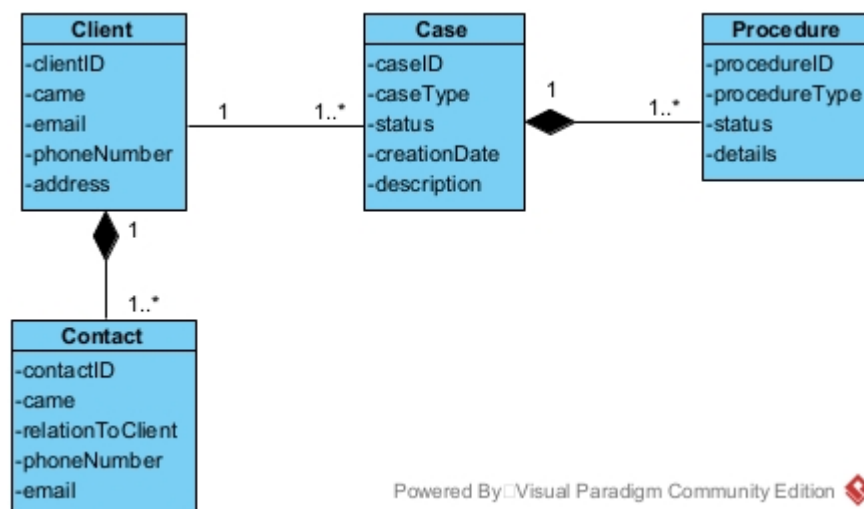 Client
-clientID
-came
-email
-phoneNumber
-address
1
1..*
Case
-caseID
-caseType
-status
-creationDate
-description
1
1..*
Procedure
-procedureID
-procedureType
-status
-details
1
1..*
Contact
-contactID
-came
-relationToClient
-phoneNumber
-email
Powered By Visual Paradigm Community Edition